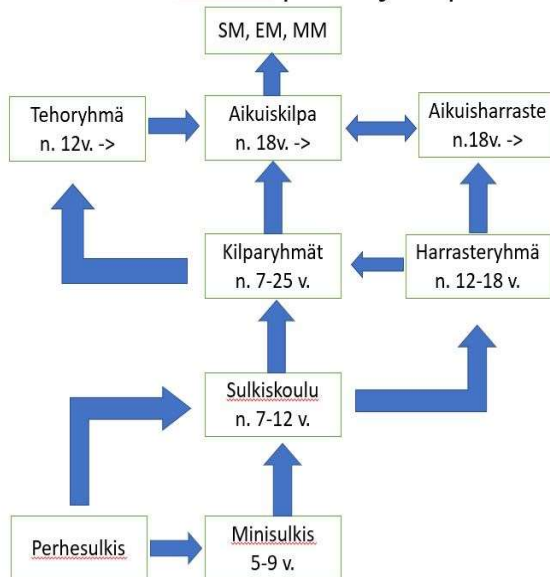 SM, EM, MM
Tehoryhmä
n. 12v. ->
Aikuiskilpa
n. 18v. ->
Aikuisharraste
n.18v. ->
Kilparyhmät
n. 7-25 v.
Harrasteryhmä
n. 12-18 v.
Sulkiskoulu
n. 7-12 v.
Perhesulkis
Minisulkis
5-9 v.